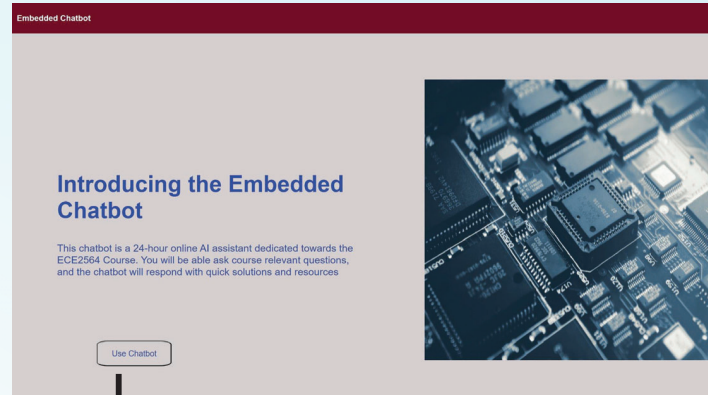 Embedded Chatbot
Introducing the Embedded
Chatbot
This chatbot is a 24-hour online AI assistant dedicated towards the
ECE2564 Course. You will be able ask course relevant questions,
and the chatbot will respond with quick solutions and resources
Use Chatbot